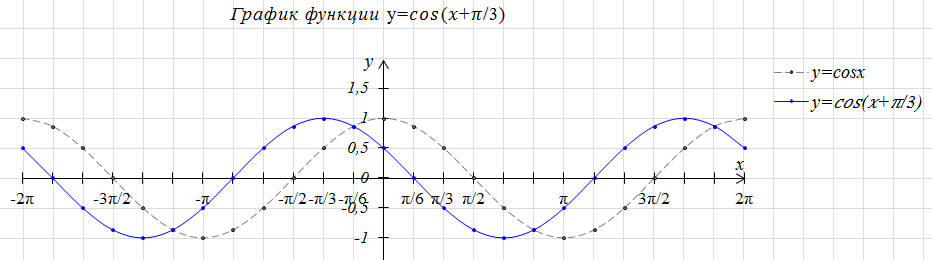 График функции y=cos(x+π/3)
y
1,5
1
0,5
0
-0,5
-1
x
-2π -3π/2 -π -π/2 -π/3 -π/6 π/6 π/3 π/2 π 3π/2 2π
y=cosx
y=cos(x+π/3)